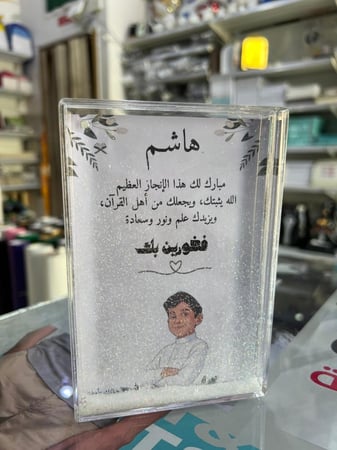 هاشم
مبارك لك هذا الإنجاز العظيم
الله يثبتك، ويجعلك من أهل القرآن،
ويزيدك علم ونور وسعادة
فخورين بك